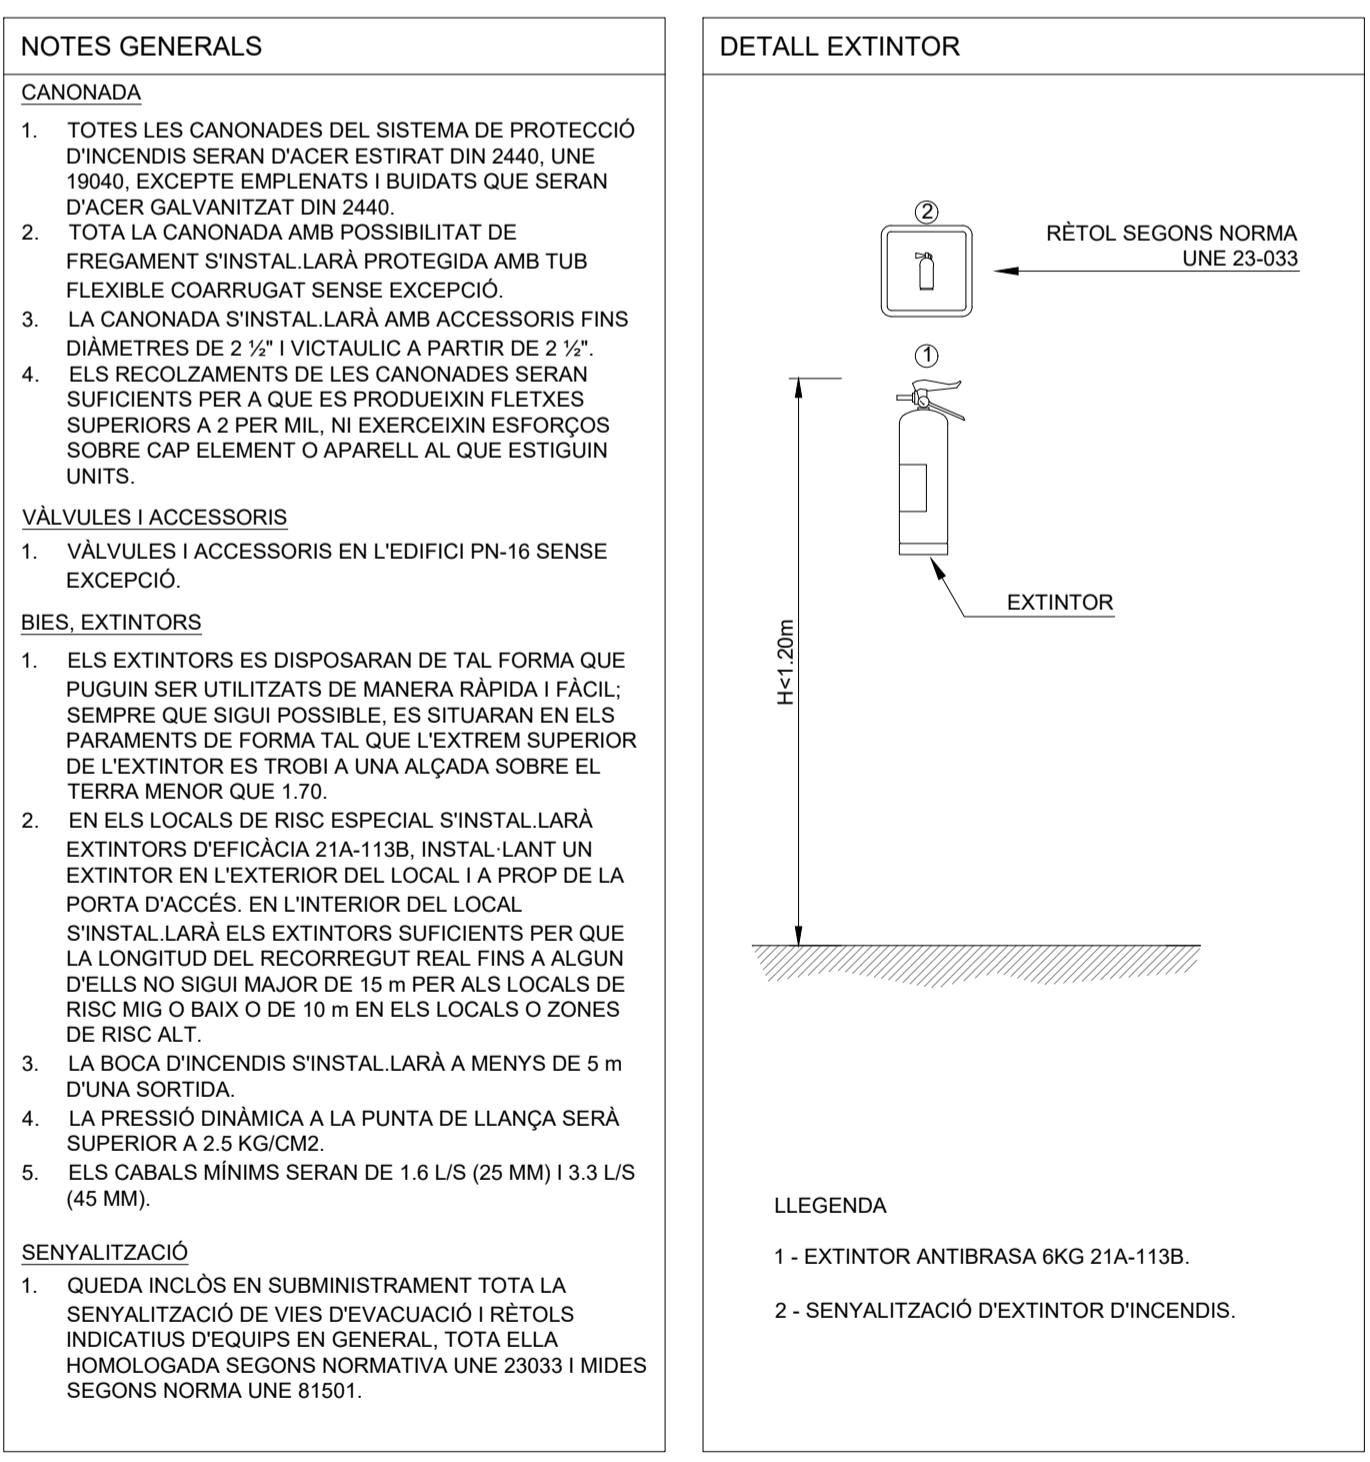 NOTES GENERALS
CANONADA
1. TOTES LES CANONADES DEL SISTEMA DE PROTECCIÓ
D'INCENDIS SERAN D'ACER ESTIRAT DIN 2440, UNE
19040, EXCEPTE EMPLENATS I BUIDATS QUE SERAN
D'ACER GALVANITZAT DIN 2440.
2. TOTA LA CANONADA AMB POSSIBILITAT DE
FREGAMENT S'INSTAL.LARÀ PROTEGIDA AMB TUB
FLEXIBLE COARRUGAT SENSE EXCEPCIÓ.
3. LA CANONADA S'INSTAL.LARÀ AMB ACCESSORIS FINS
DIÀMETRES DE 2 ½" I VICTAULIC A PARTIR DE 2 ½".
4. ELS RECOLZAMENTS DE LES CANONADES SERAN
SUFICIENTS PER A QUE ES PRODUEIXIN FLETXES
SUPERIORS A 2 PER MIL, NI EXERCEIXIN ESFORÇOS
SOBRE CAP ELEMENT O APARELL AL QUE ESTIGUIN
UNITS.
VÀLVULES I ACCESSORIS
1. VÀLVULES I ACCESSORIS EN L'EDIFICI PN-16 SENSE
EXCEPCIÓ.
BIES, EXTINTORS
1. ELS EXTINTORS ES DISPOSARAN DE TAL FORMA QUE
PUGUIN SER UTILITZATS DE MANERA RÀPIDA I FÀCIL;
SEMPRE QUE SIGUI POSSIBLE, ES SITUARAN EN ELS
PARAMENTS DE FORMA TAL QUE L'EXTREM SUPERIOR
DE L'EXTINTOR ES TROBI A UNA ALÇADA SOBRE EL
TERRA MENOR QUE 1.70.
2. EN ELS LOCALS DE RISC ESPECIAL S'INSTAL.LARÀ
EXTINTORS D'EFICÀCIA 21A-113B, INSTAL·LANT UN
EXTINTOR EN L'EXTERIOR DEL LOCAL I A PROP DE LA
PORTA D'ACCÉS. EN L'INTERIOR DEL LOCAL
S'INSTAL.LARÀ ELS EXTINTORS SUFICIENTS PER QUE
LA LONGITUD DEL RECORREGUT REAL FINS A ALGUN
D'ELLS NO SIGUI MAJOR DE 15 m PER ALS LOCALS DE
RISC MIG O BAIX O DE 10 m EN ELS LOCALS O ZONES
DE RISC ALT.
3. LA BOCA D'INCENDIS S'INSTAL.LARÀ A MENYS DE 5 m
D'UNA SORTIDA.
4. LA PRESSIÓ DINÀMICA A LA PUNTA DE LLANÇA SERÀ
SUPERIOR A 2.5 KG/CM2.
5. ELS CABALS MÍNIMS SERAN DE 1.6 L/S (25 MM) I 3.3 L/S
(45 MM).
SENYALITZACIÓ
1. QUEDA INCLÒS EN SUBMINISTRAMENT TOTA LA
SENYALITZACIÓ DE VIES D'EVACUACIÓ I RÈTOLS
INDICATIUS D'EQUIPS EN GENERAL, TOTA ELLA
HOMOLOGADA SEGONS NORMATIVA UNE 23033 I MIDES
SEGONS NORMA UNE 81501.
DETALL EXTINTOR
2
RÈTOL SEGONS NORMA
UNE 23-033
1
EXTINTOR
H<1.20m
LLEGENDA
1 - EXTINTOR ANTIBRASA 6KG 21A-113B.
2 - SENYALITZACIÓ D'EXTINTOR D'INCENDIS.